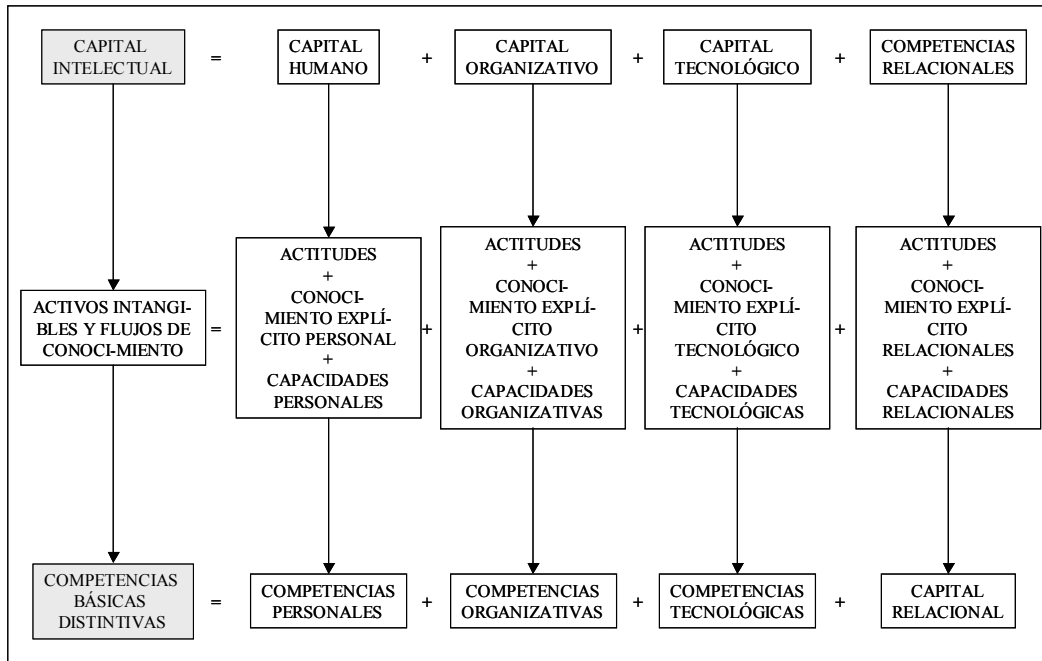 CAPITAL
INTELECTUAL
=
CAPITAL
HUMANO
+
CAPITAL
ORGANIZATIVO
+
CAPITAL
TECNOLÓGICO
+
COMPETENCIAS
RELACIONALES
ACTIVOS INTANGI-
BLES Y FLUJOS DE
CONOCI-MIENTO
=
ACTITUDES
+
CONOCI-
MIENTO EXPLÍ-
CITO PERSONAL
+
CAPACIDADES
PERSONALES
+
ACTITUDES
+
CONOCI-
MIENTO EXPLÍ-
CITO
ORGANIZATIVO
+
CAPACIDADES
ORGANIZATIVAS
+
ACTITUDES
+
CONOCI-
MIENTO EXPLÍ-
CITO
TECNOLÓGICO
+
CAPACIDADES
TECNOLÓGICAS
+
ACTITUDES
+
CONOCI-
MIENTO EXPLÍ-
CITO
RELACIONALES
+
CAPACIDADES
RELACIONALES
COMPETENCIAS
BÁSICAS
DISTINTIVAS
=
COMPETENCIAS
PERSONALES
+
COMPETENCIAS
ORGANIZATIVAS
+
COMPETENCIAS
TECNOLÓGICAS
+
CAPITAL
RELACIONAL